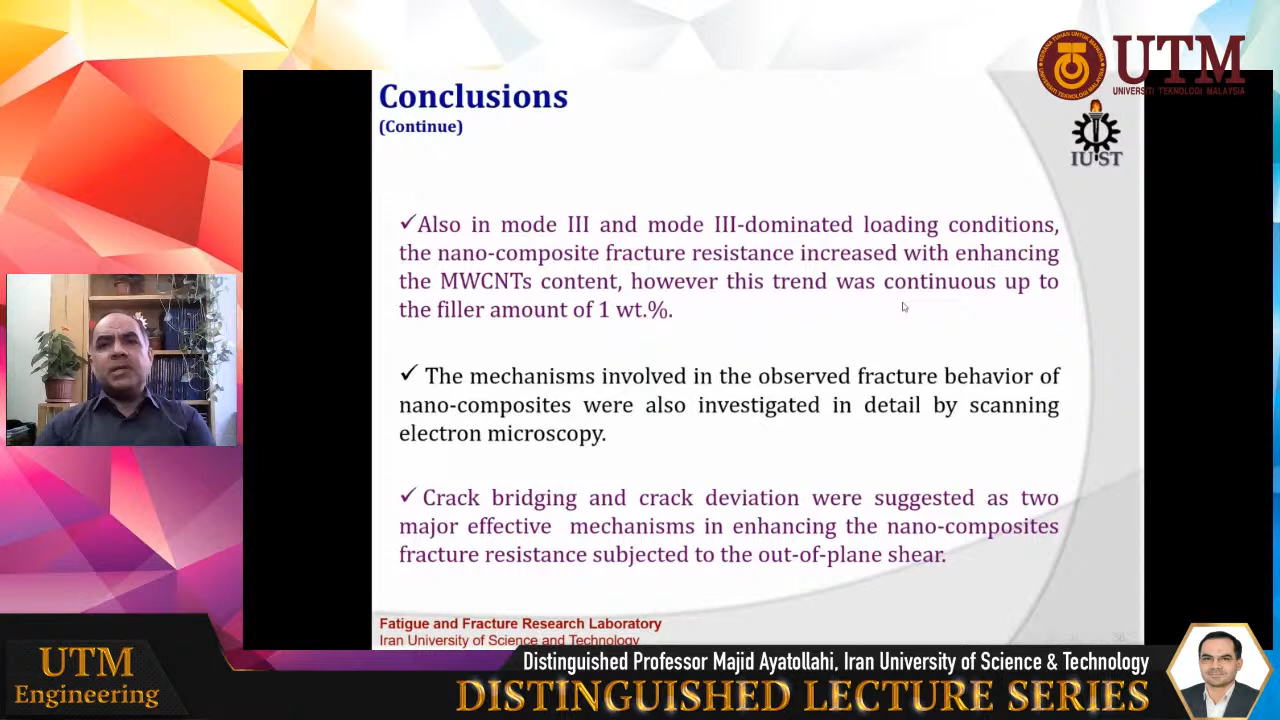 UTM
UNIVERSITI TEKNOLOGI MALAYSIA
IUST
Conclusions
(Continue)
✓Also in mode III and mode III-dominated loading conditions,
the nano-composite fracture resistance increased with enhancing
the MWCNTs content, however this trend was continuous up to
the filler amount of 1 wt.%.
✓ The mechanisms involved in the observed fracture behavior of
nano-composites were also investigated in detail by scanning
electron microscopy.
✓ Crack bridging and crack deviation were suggested as two
major effective mechanisms in enhancing the nano-composites
fracture resistance subjected to the out-of-plane shear.
Fatigue and Fracture Research Laboratory
Iran University of Science and Technology
UTM
Engineering
Distinguished Professor Majid Ayatollahi, Iran University of Science & Technology
DISTINGUISHED LECTURE SERIES